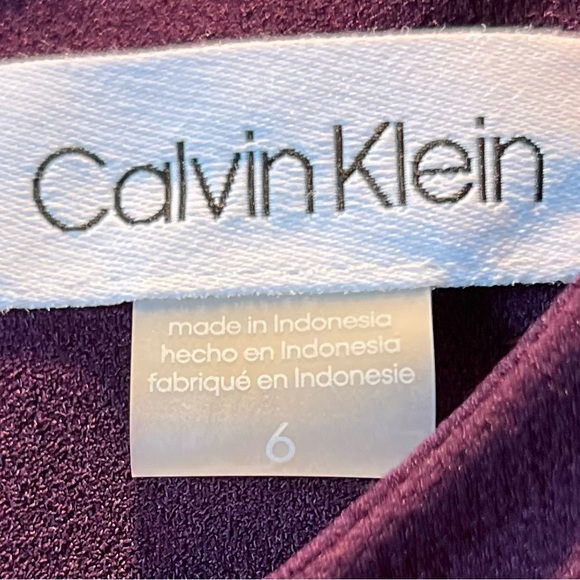 Calvin Klein
made in Indonesia
hecho en Indonesia
fabriqué en Indonesie
6